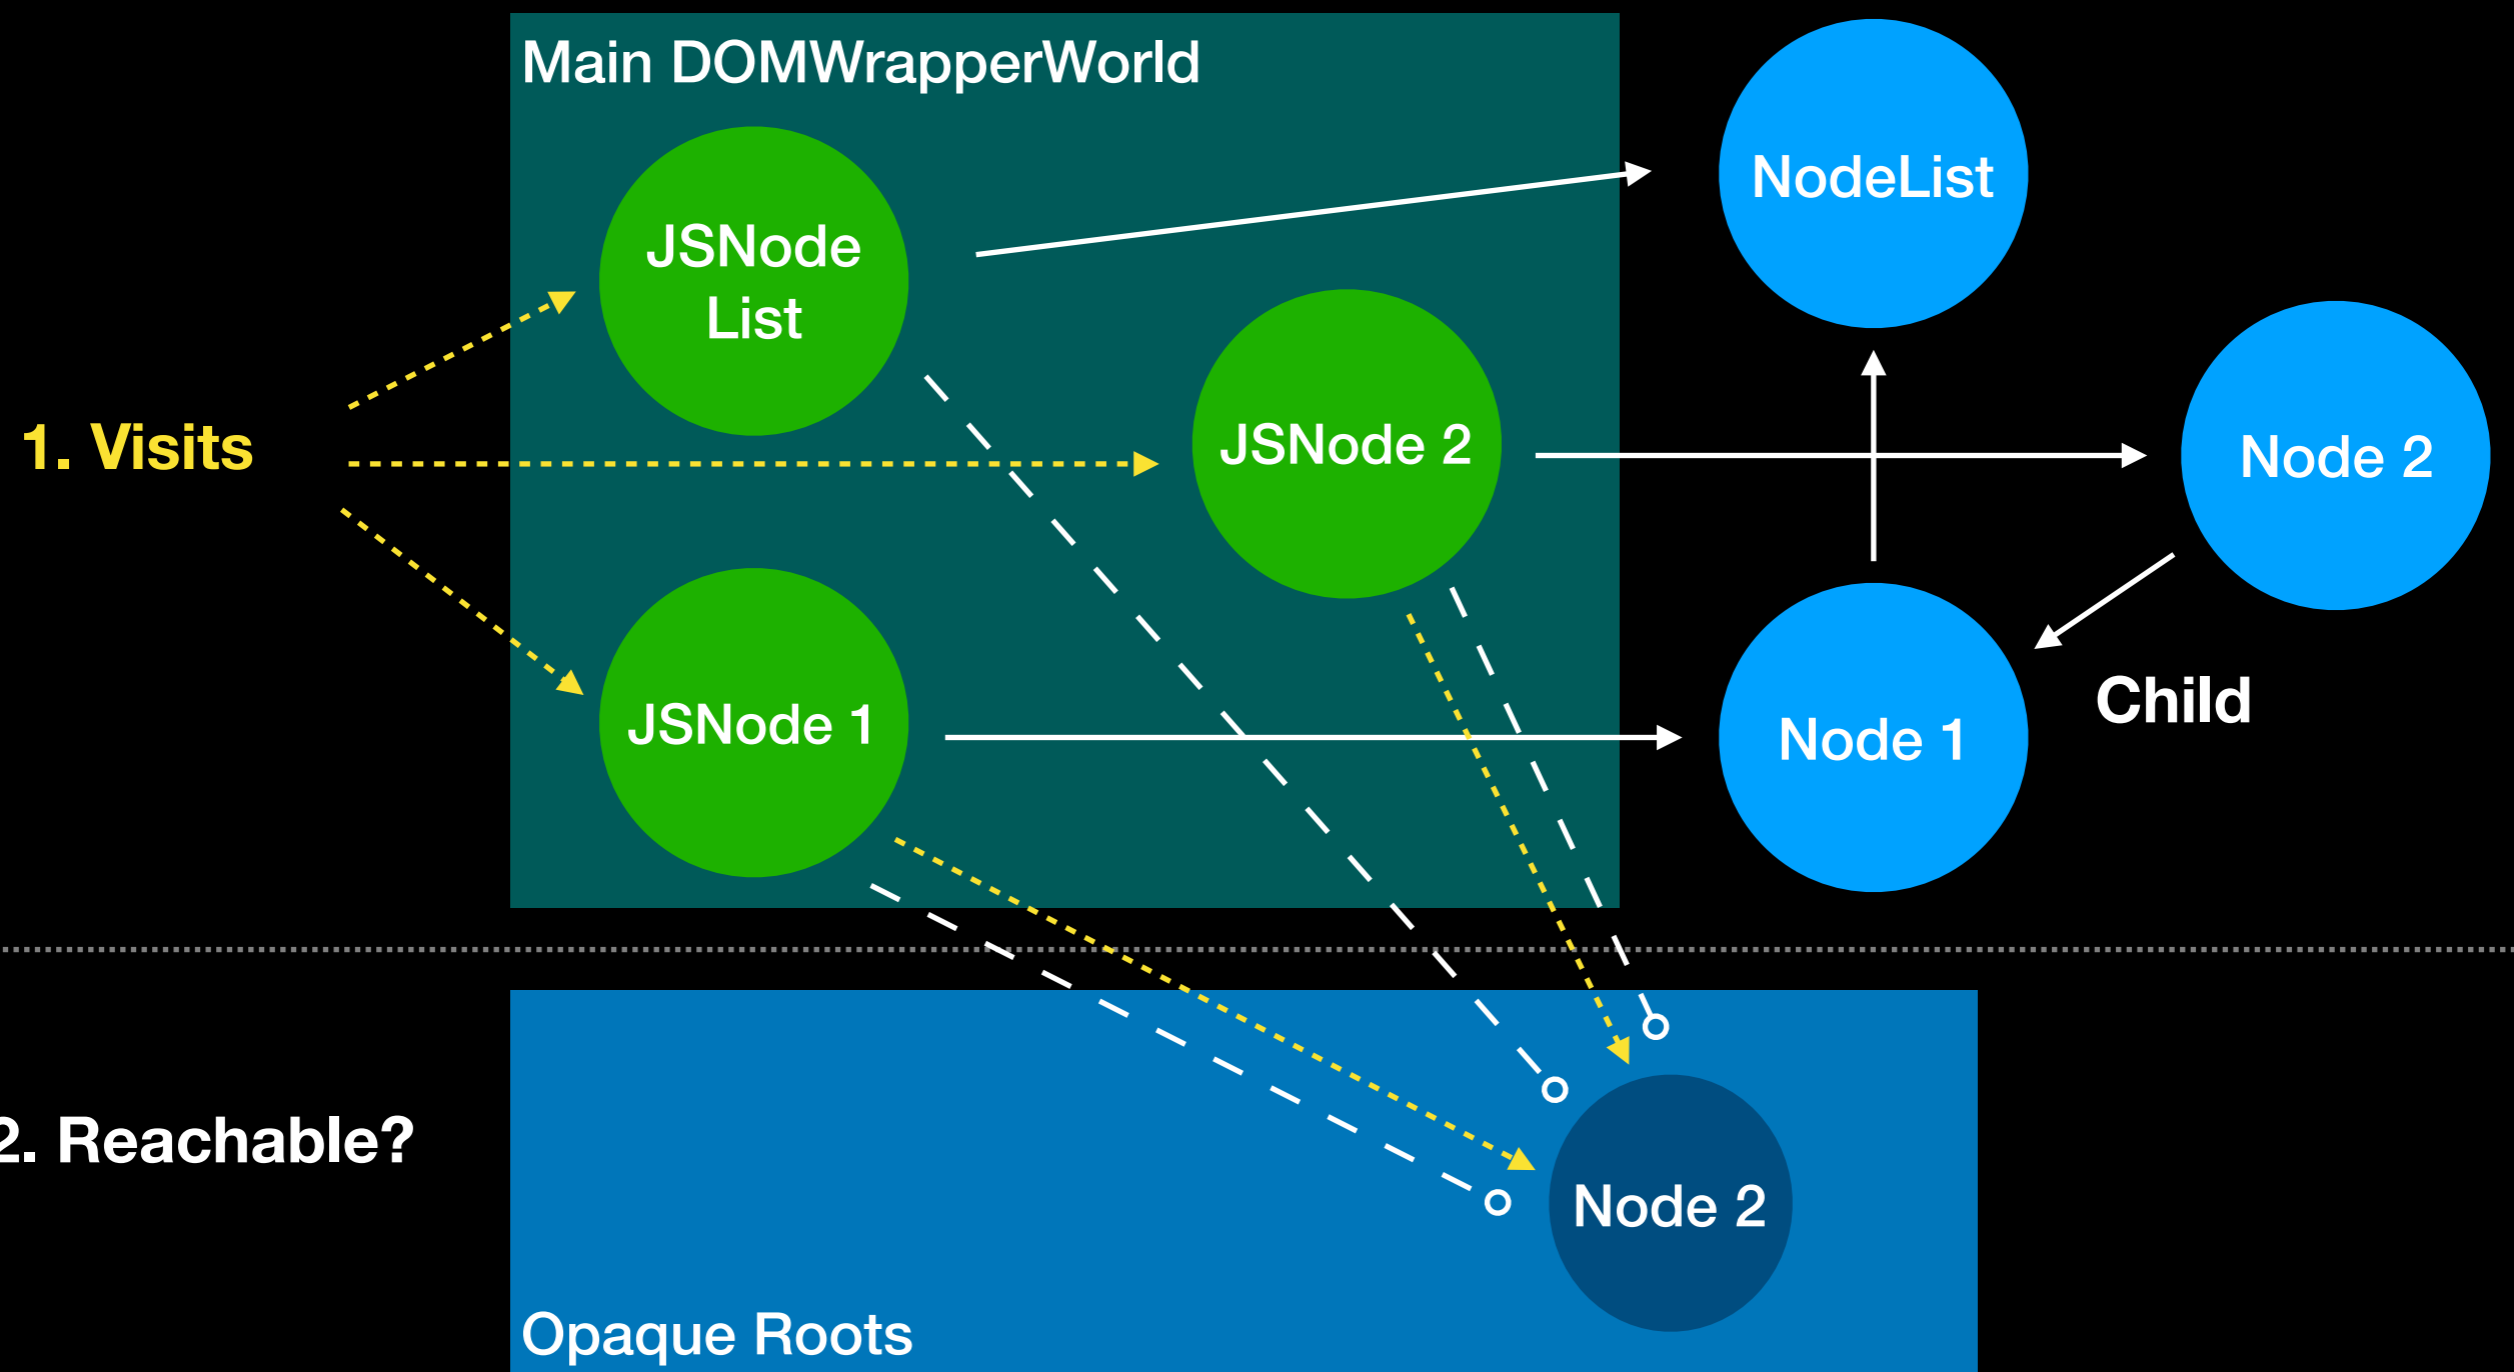 Main DOMWrapperWorld
JSNode
List
NodeList
1. Visits
JSNode 2
Node 2
JSNode 1
Node 1
Child
2. Reachable?
Node 2
Opaque Roots